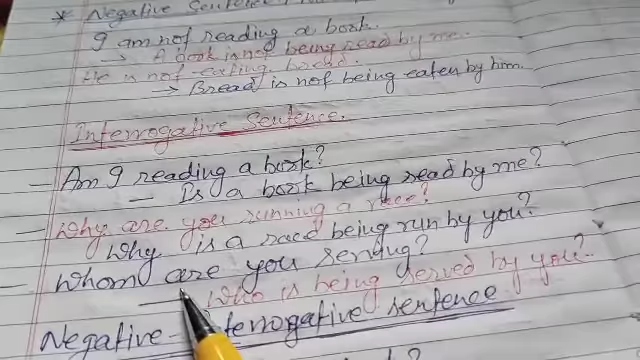 * Negative Sentence
I am not reading a book.
→ A book is not being read by me.
He is not eating bread.
→ Bread is not being eaten by him.
Interrogative Sentence.
- Am I reading a book?
- Is a book being read by me?
- Why are you running a race?
Why is a race being run by you?
- Whom are you serving?
Who is being served by you?
Negative - terrogative sentence